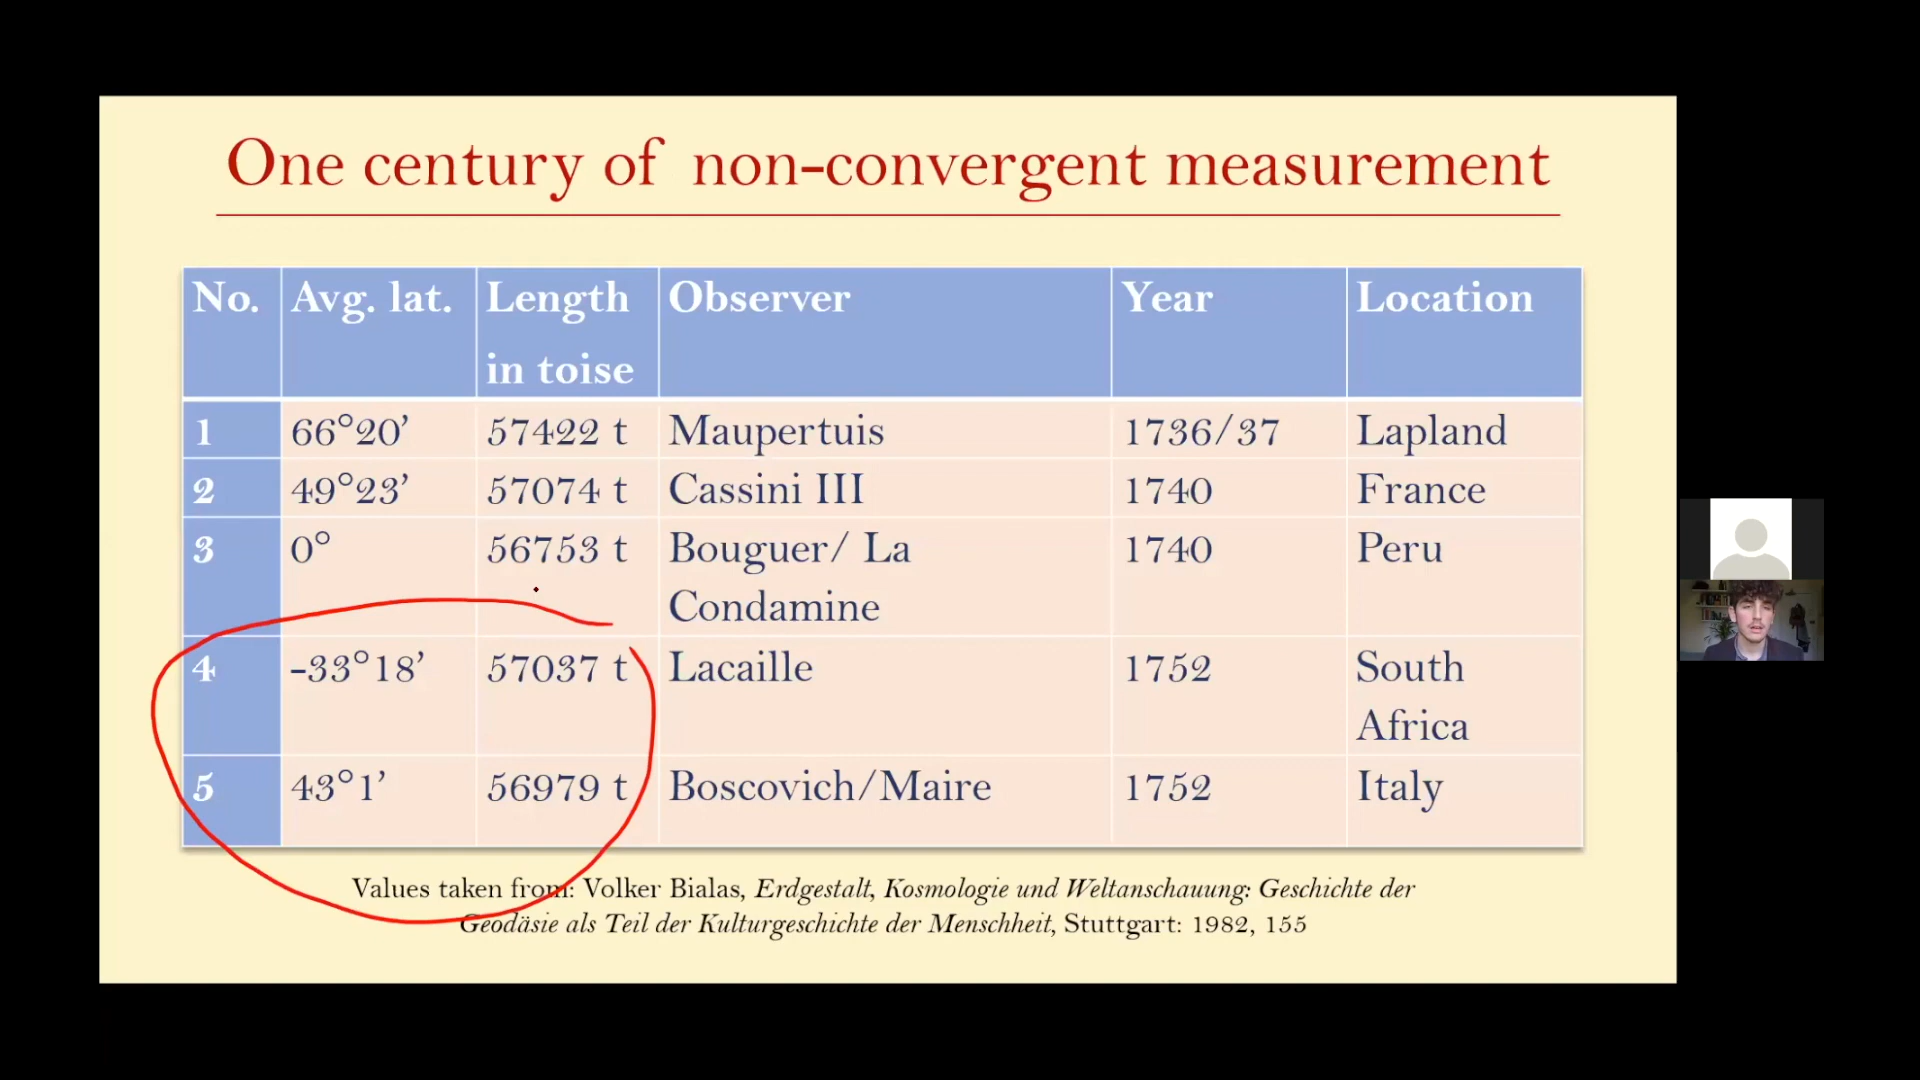 One century of non-convergent measurement
No. Avg. lat. Length in toise Observer Year Location
1 66°20’ 57422 t Maupertuis 1736/37 Lapland
2 49°23’ 57074 t Cassini III 1740 France
3 0° 56753 t Bouguer/ La Condamine 1740 Peru
4 -33°18’ 57037 t Lacaille 1752 South Africa
5 43°1’ 56979 t Boscovich/Maire 1752 Italy
Values taken from: Volker Bialas, Erdgestalt, Kosmologie und Weltanschauung: Geschichte der
Geodäsie als Teil der Kulturgeschichte der Menschheit, Stuttgart: 1982, 155